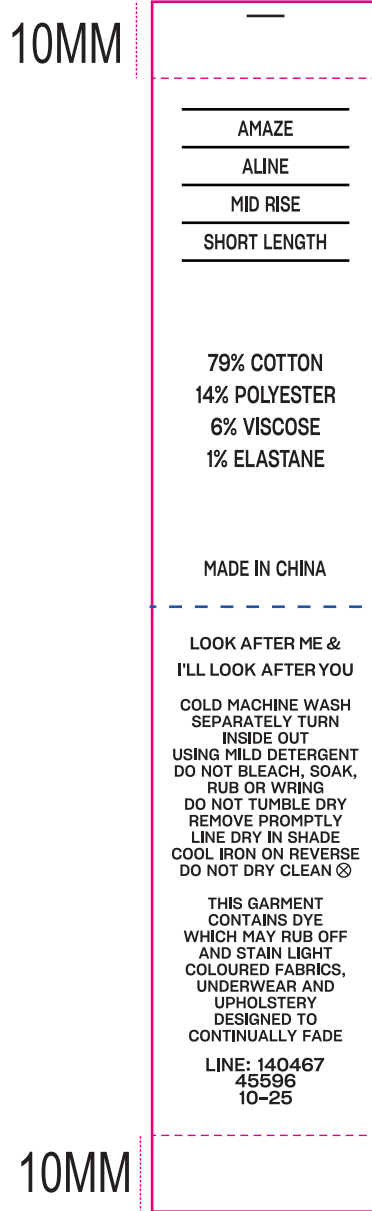 10MM
AMAZE
ALINE
MID RISE
SHORT LENGTH
79% COTTON
14% POLYESTER
6% VISCOSE
1% ELASTANE
MADE IN CHINA
LOOK AFTER ME &
I'LL LOOK AFTER YOU
COLD MACHINE WASH
SEPARATELY TURN
INSIDE OUT
USING MILD DETERGENT
DO NOT BLEACH, SOAK,
RUB OR WRING
DO NOT TUMBLE DRY
REMOVE PROMPTLY
LINE DRY IN SHADE
COOL IRON ON REVERSE
DO NOT DRY CLEAN ⊗
THIS GARMENT
CONTAINS DYE
WHICH MAY RUB OFF
AND STAIN LIGHT
COLOURED FABRICS,
UNDERWEAR AND
UPHOLSTERY
DESIGNED TO
CONTINUALLY FADE
LINE: 140467
45596
10-25
10MM